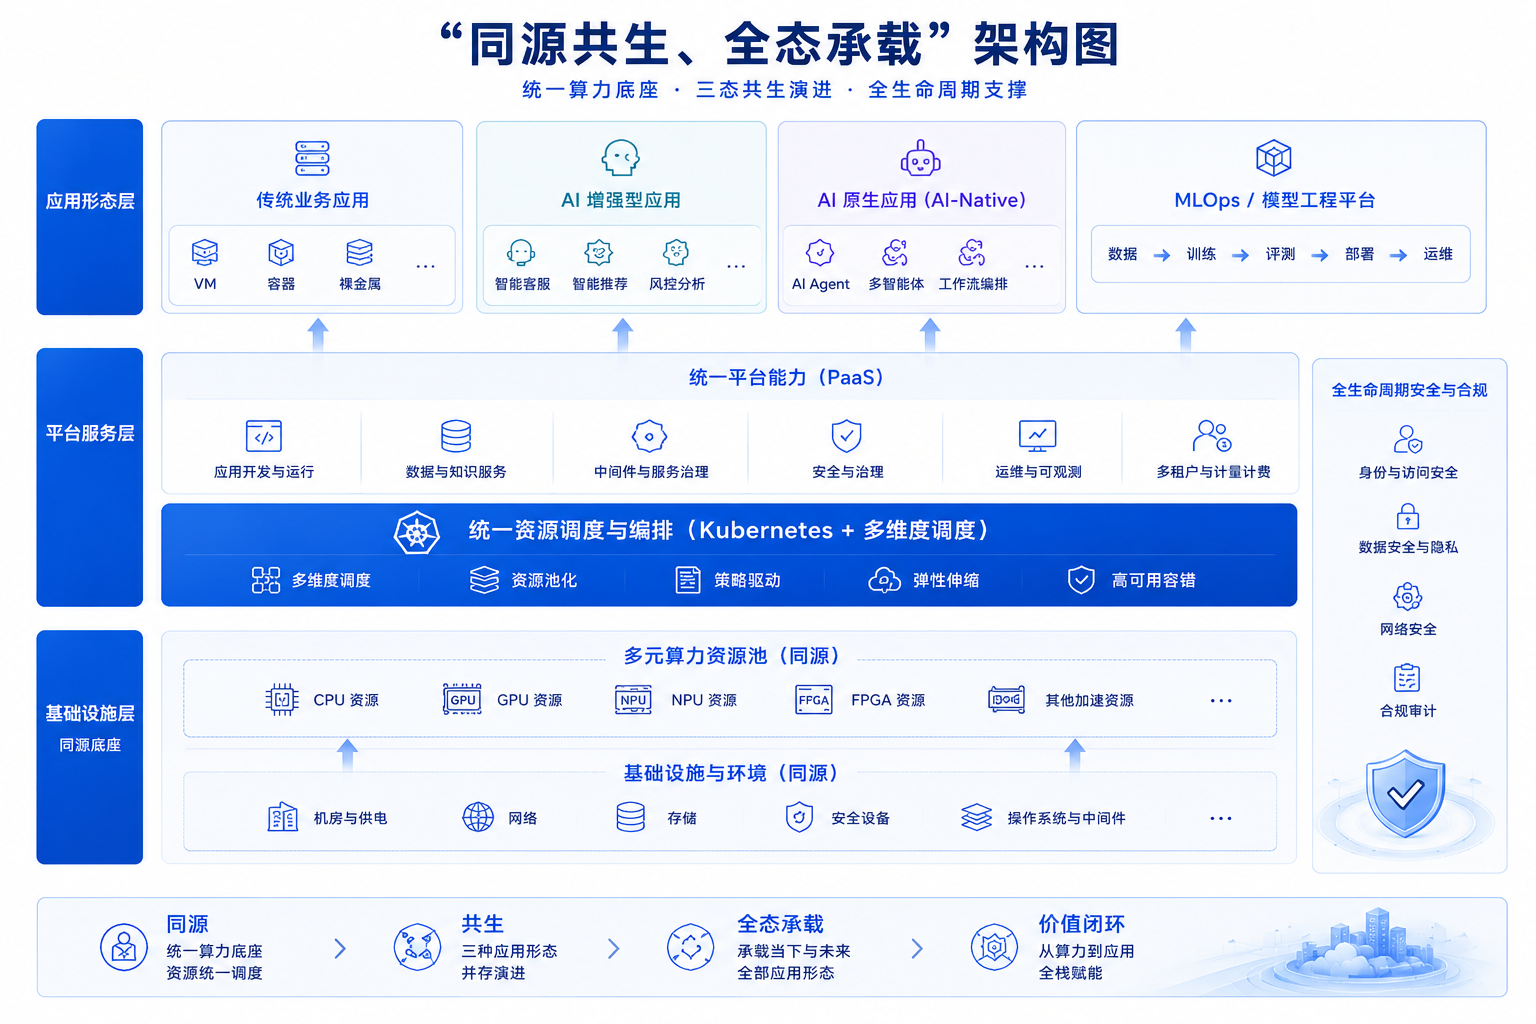 “同源共生、全态承载”架构图
统一算力底座 · 三态共生演进 · 全生命周期支撑
应用形态层
传统业务应用
VM
容器
裸金属
...
AI 增强型应用
智能客服
智能推荐
风控分析
...
AI 原生应用 (AI-Native)
AI Agent
多智能体
工作流编排
...
MLOps / 模型工程平台
数据
训练
评测
部署
运维
平台服务层
统一平台能力（PaaS）
应用开发与运行
数据与知识服务
中间件与服务治理
安全与治理
运维与可观测
多租户与计量计费
统一资源调度与编排（Kubernetes + 多维度调度）
多维度调度
资源池化
策略驱动
弹性伸缩
高可用容错
全生命周期安全与合规
身份与访问安全
数据安全与隐私
网络安全
合规审计
基础设施层
同源底座
多元算力资源池（同源）
CPU 资源
GPU
GPU 资源
NPU
NPU 资源
FPGA
FPGA 资源
其他加速资源
...
基础设施与环境（同源）
机房与供电
网络
存储
安全设备
操作系统与中间件
...
同源
统一算力底座
资源统一调度
共生
三种应用形态
并存演进
全态承载
承载当下与未来
全部应用形态
价值闭环
从算力到应用
全栈赋能